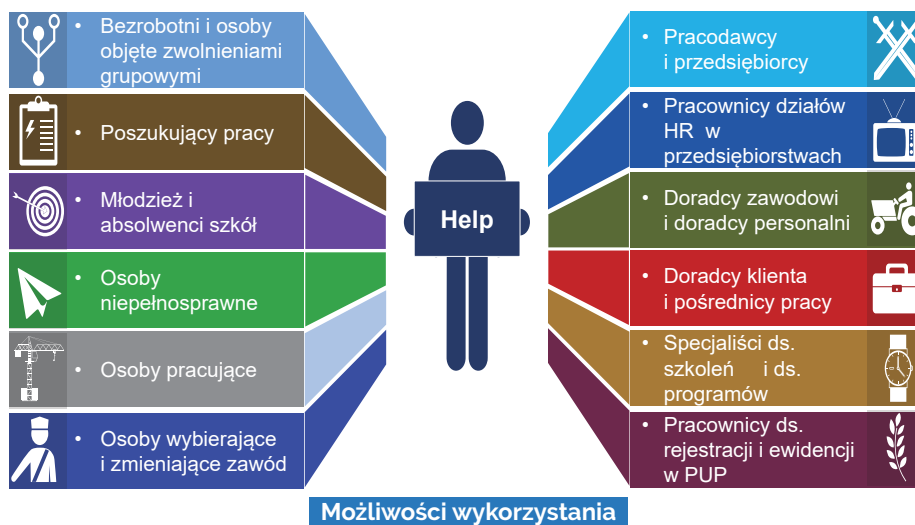 • Bezrobotni i osoby
objęte zwolnieniami
grupowymi
• Poszukujący pracy
• Młodzież i
absolwenci szkół
• Osoby
niepełnosprawne
• Osoby pracujące
• Osoby wybierające
i zmieniające zawód
Help
• Pracodawcy
i przedsiębiorcy
• Pracownicy działów
HR w
przedsiębiorstwach
• Doradcy zawodowi
i doradcy personalni
• Doradcy klienta
i pośrednicy pracy
• Specjaliści ds.
szkoleń i ds.
programów
• Pracownicy ds.
rejestracji i ewidencji
w PUP
Możliwości wykorzystania